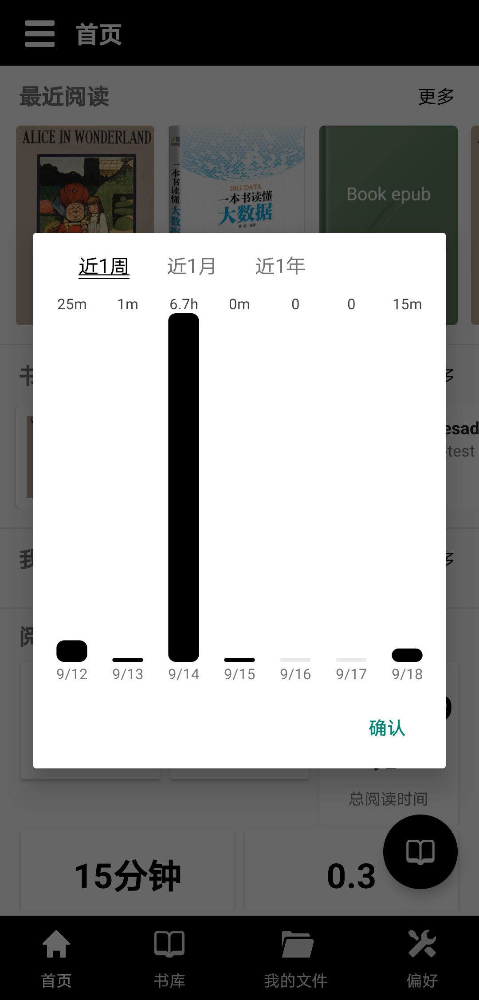 首页
最近阅读
更多
ALICE IN WONDERLAND
一本书读懂
大数据
BIG DATA
一本书读懂
大数据
Book epub
近1周
近1月
近1年
25m
1m
6.7h
0m
0
0
15m
9/12
9/13
9/14
9/15
9/16
9/17
9/18
esad
test
确认
总阅读时间
15分钟
0.3
首页
书库
我的文件
偏好